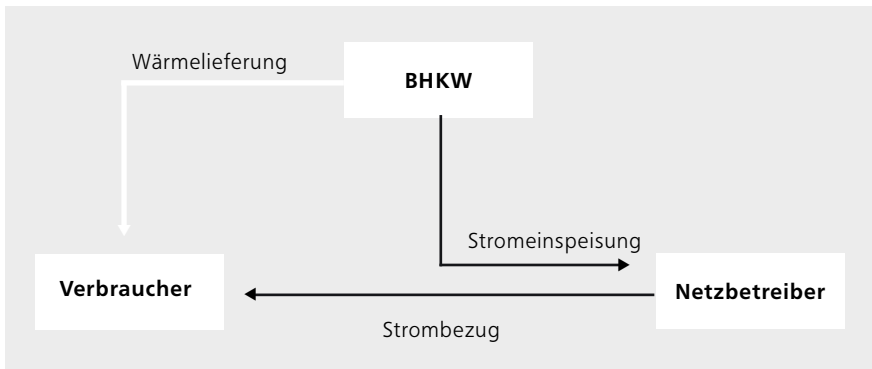 Wärmelieferung
BHKW
Stromeinspeisung
Verbraucher
Netzbetreiber
Strombezug